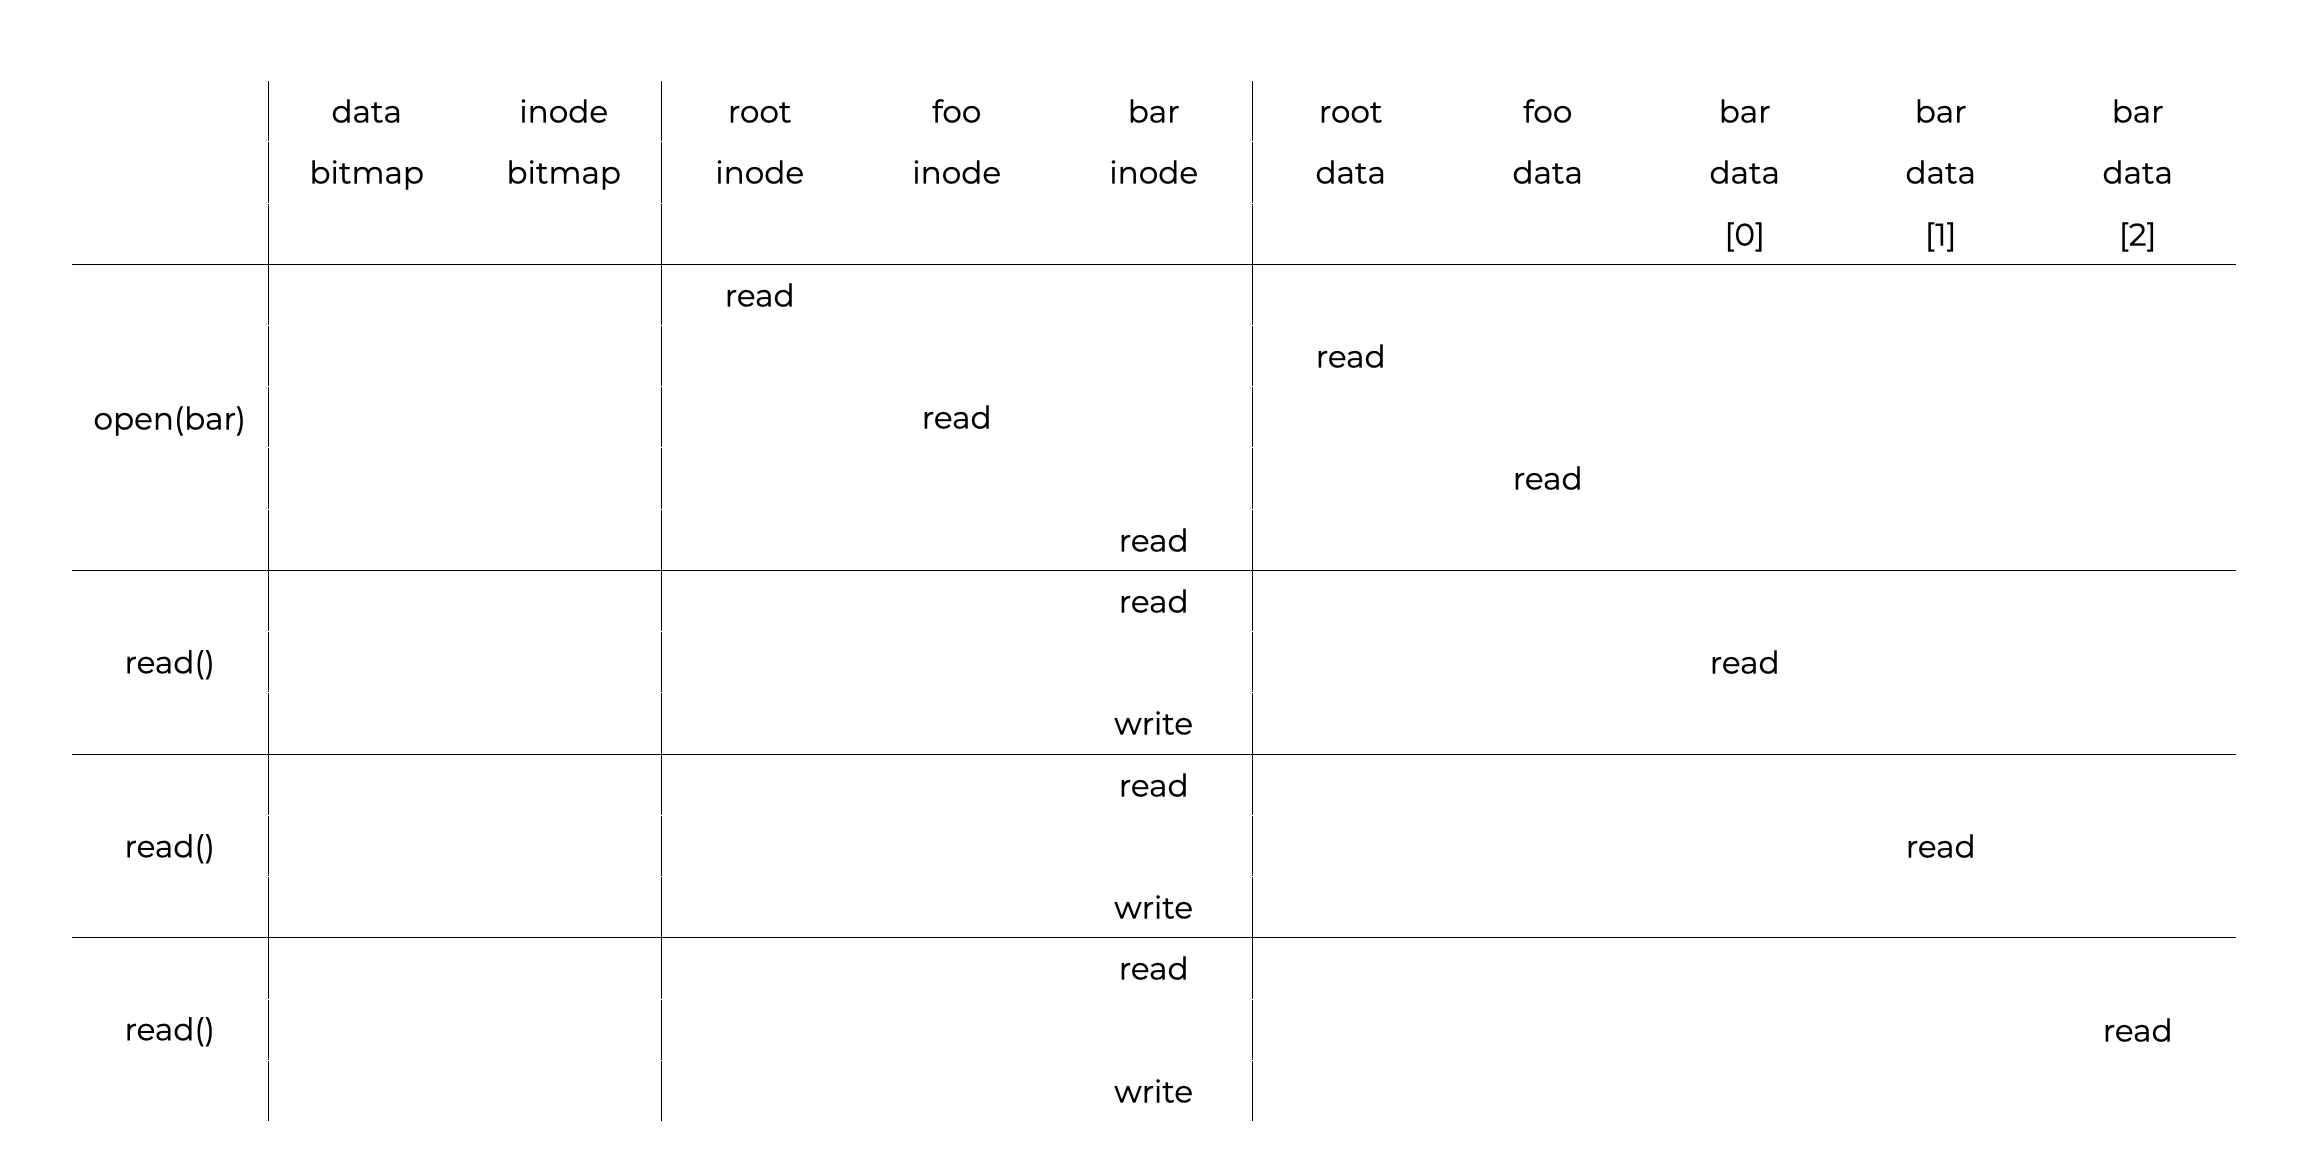 data inode root foo bar root foo bar bar bar
bitmap bitmap inode inode inode data data data data data
[0] [1] [2]
read
read
open(bar) read
read
read
read
read() read
write
read
read() read
write
read
read() read
write